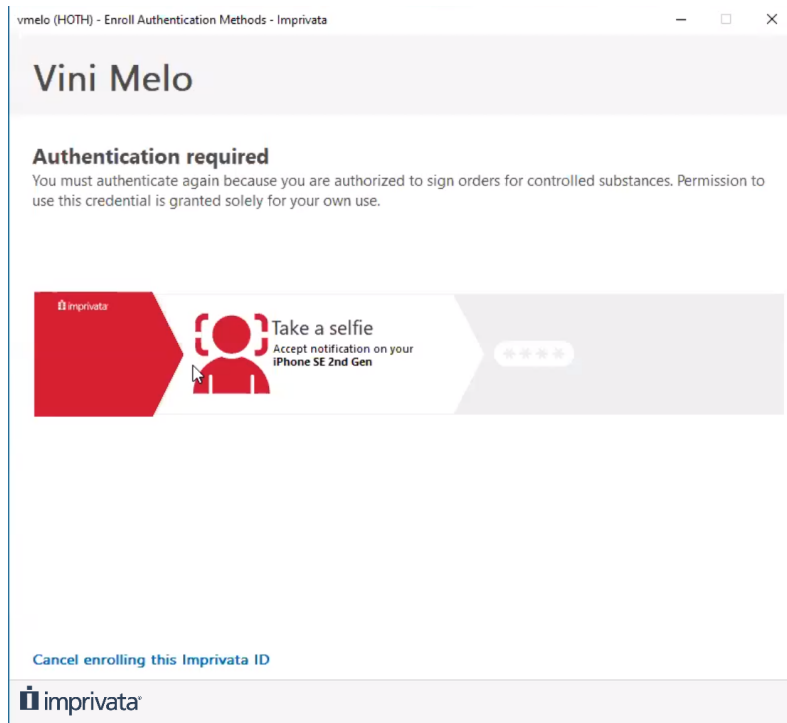 vmelo (HOTH) - Enroll Authentication Methods - Imprivata
Vini Melo
Authentication required
You must authenticate again because you are authorized to sign orders for controlled substances. Permission to
use this credential is granted solely for your own use.
imprivata
Take a selfie
Accept notification on your
iPhone SE 2nd Gen
****
Cancel enrolling this Imprivata ID
imprivata